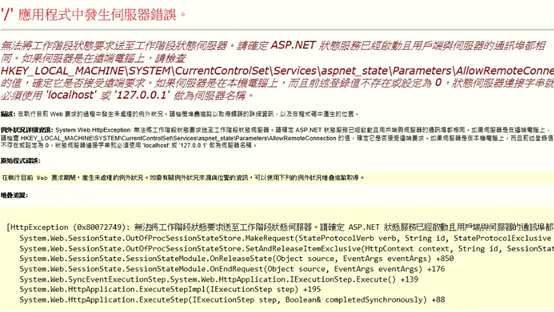 '/' 應用程式中發生伺服器錯誤。
無法將工作階段狀態要求送至工作階段狀態伺服器。請確定 ASP.NET 狀態服務已經啟動且用戶端與伺服器的通訊埠都
相同。如果伺服器是在遠端電腦上，請檢查
HKEY_LOCAL_MACHINE\SYSTEM\CurrentControlSet\Services\aspnet_state\Parameters\AllowRemoteConne
的值，確定它是否接受遠端要求。如果伺服器是在本機電腦上，而且前述登錄值不存在或設定為 0，狀態伺服器連接字串就
必須使用 'localhost' 或 '127.0.0.1' 做為伺服器名稱。
描述: 在執行目前 Web 要求的過程中發生未處理的例外狀況。請檢閱堆疊追蹤以取得錯誤的詳細資訊，以及在程式碼中產生的位置。
例外狀況詳細資訊: System.Web.HttpException: 無法將工作階段狀態要求送至工作階段狀態伺服器。請確定 ASP.NET 狀態服務已經啟動且用戶端與伺服器的通訊埠都相同。如果伺服器是在遠端電腦上，
請檢查 HKEY_LOCAL_MACHINE\SYSTEM\CurrentControlSet\Services\aspnet_state\Parameters\AllowRemoteConnection 的值，確定它是否接受遠端要求。如果伺服器是在本機電腦上，而且前述登錄值
不存在或設定為 0，狀態伺服器連接字串就必須使用 'localhost' 或 '127.0.0.1' 做為伺服器名稱。
原始程式錯誤:
在執行目前 Web 要求期間，產生未處理的例外狀況。如需有關例外狀況來源與位置的資訊，可以使用下列的例外狀況堆疊追蹤取得。
堆疊追蹤:
[HttpException (0x80072749): 無法將工作階段狀態要求送至工作階段狀態伺服器。請確定 ASP.NET 狀態服務已經啟動且用戶端與伺服器的通訊埠都
System.Web.SessionState.OutOfProcSessionStateStore.MakeRequest(StateProtocolVerb verb, String id, StateProtocolExclusive
System.Web.SessionState.OutOfProcSessionStateStore.SetAndReleaseItemExclusive(HttpContext context, String id, SessionStat
System.Web.SessionState.SessionStateModule.OnReleaseState(Object source, EventArgs eventArgs) +850
System.Web.SessionState.SessionStateModule.OnEndRequest(Object source, EventArgs eventArgs) +176
System.Web.SyncEventExecutionStep.System.Web.HttpApplication.IExecutionStep.Execute() +139
System.Web.HttpApplication.ExecuteStepImpl(IExecutionStep step) +195
System.Web.HttpApplication.ExecuteStep(IExecutionStep step, Boolean& completedSynchronously) +88